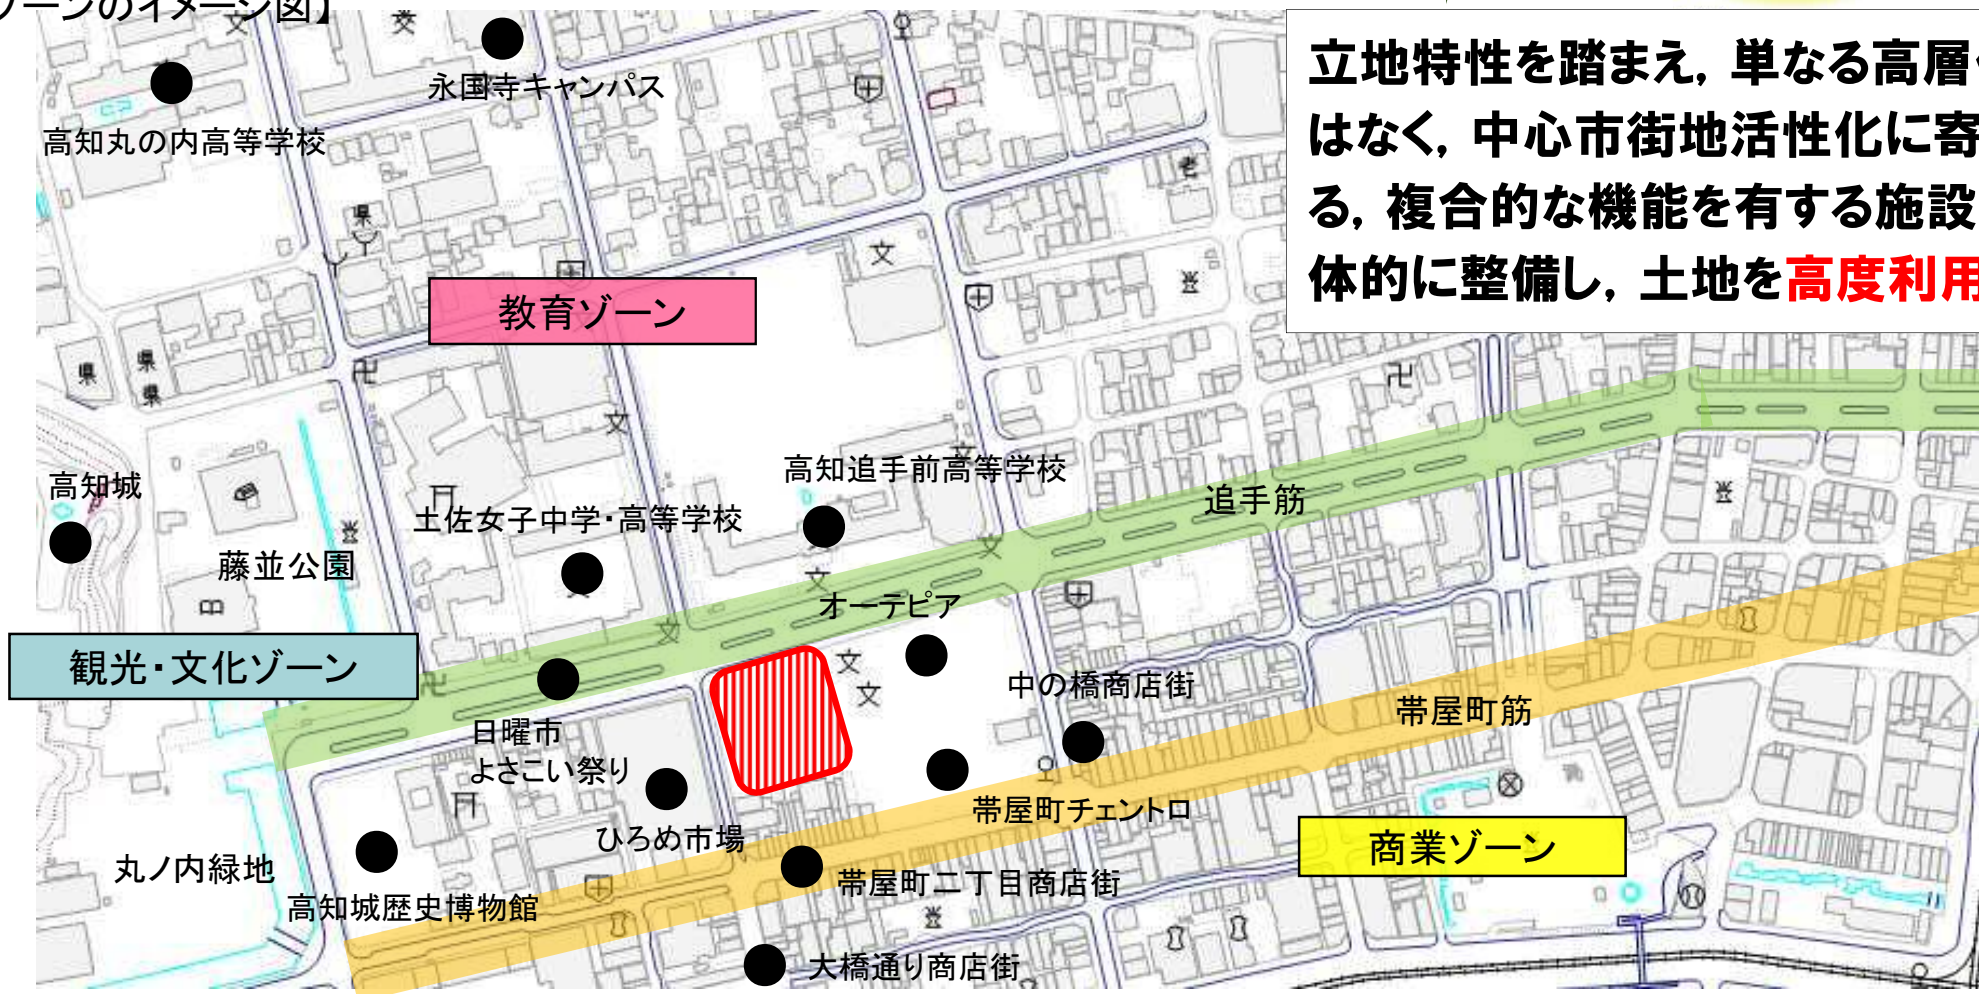 ゾーンのイメージ図】
立地特性を踏まえ，単なる高層
はなく，中心市街地活性化に寄
る，複合的な機能を有する施設
体的に整備し，土地を高度利用
永国寺キャンパス
高知丸の内高等学校
教育ゾーン
高知追手前高等学校
高知城
追手筋
土佐女子中学・高等学校
藤並公園
オーテピア
観光・文化ゾーン
中の橋商店街
帯屋町筋
日曜市
よさこい祭り
帯屋町チェントロ
ひろめ市場
商業ゾーン
丸ノ内緑地
帯屋町二丁目商店街
高知城歴史博物館
大橋通り商店街